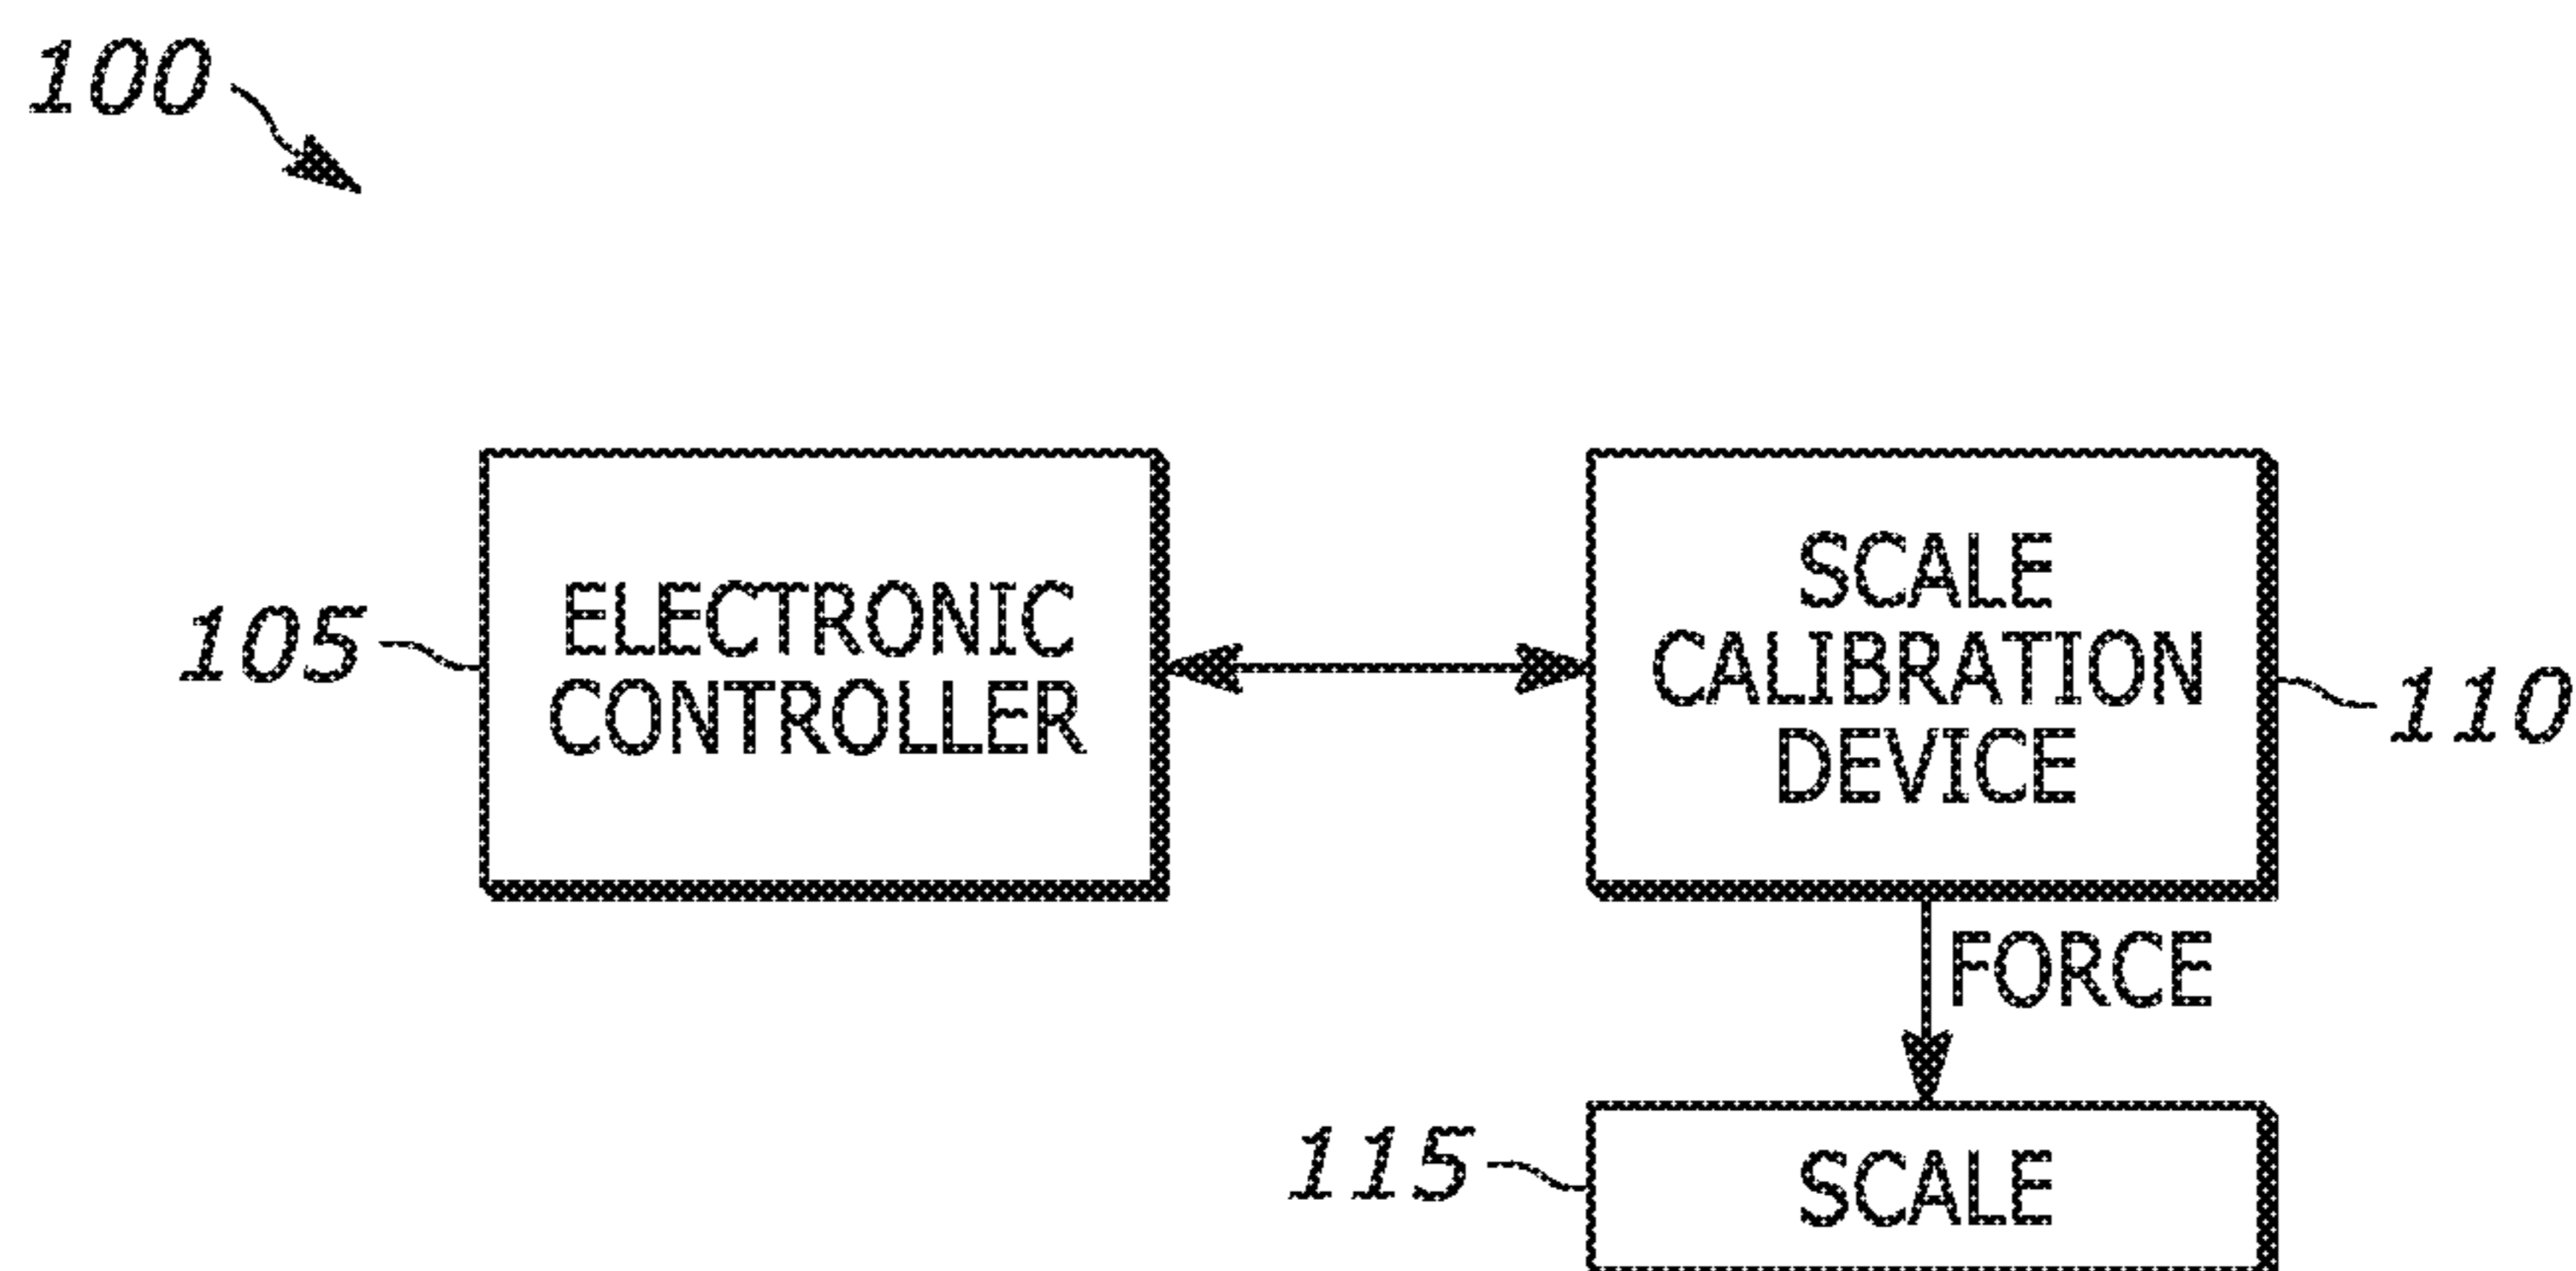 100
105
ELECTRONIC
CONTROLLER
SCALE
CALIBRATION
DEVICE
110
FORCE
115
SCALE